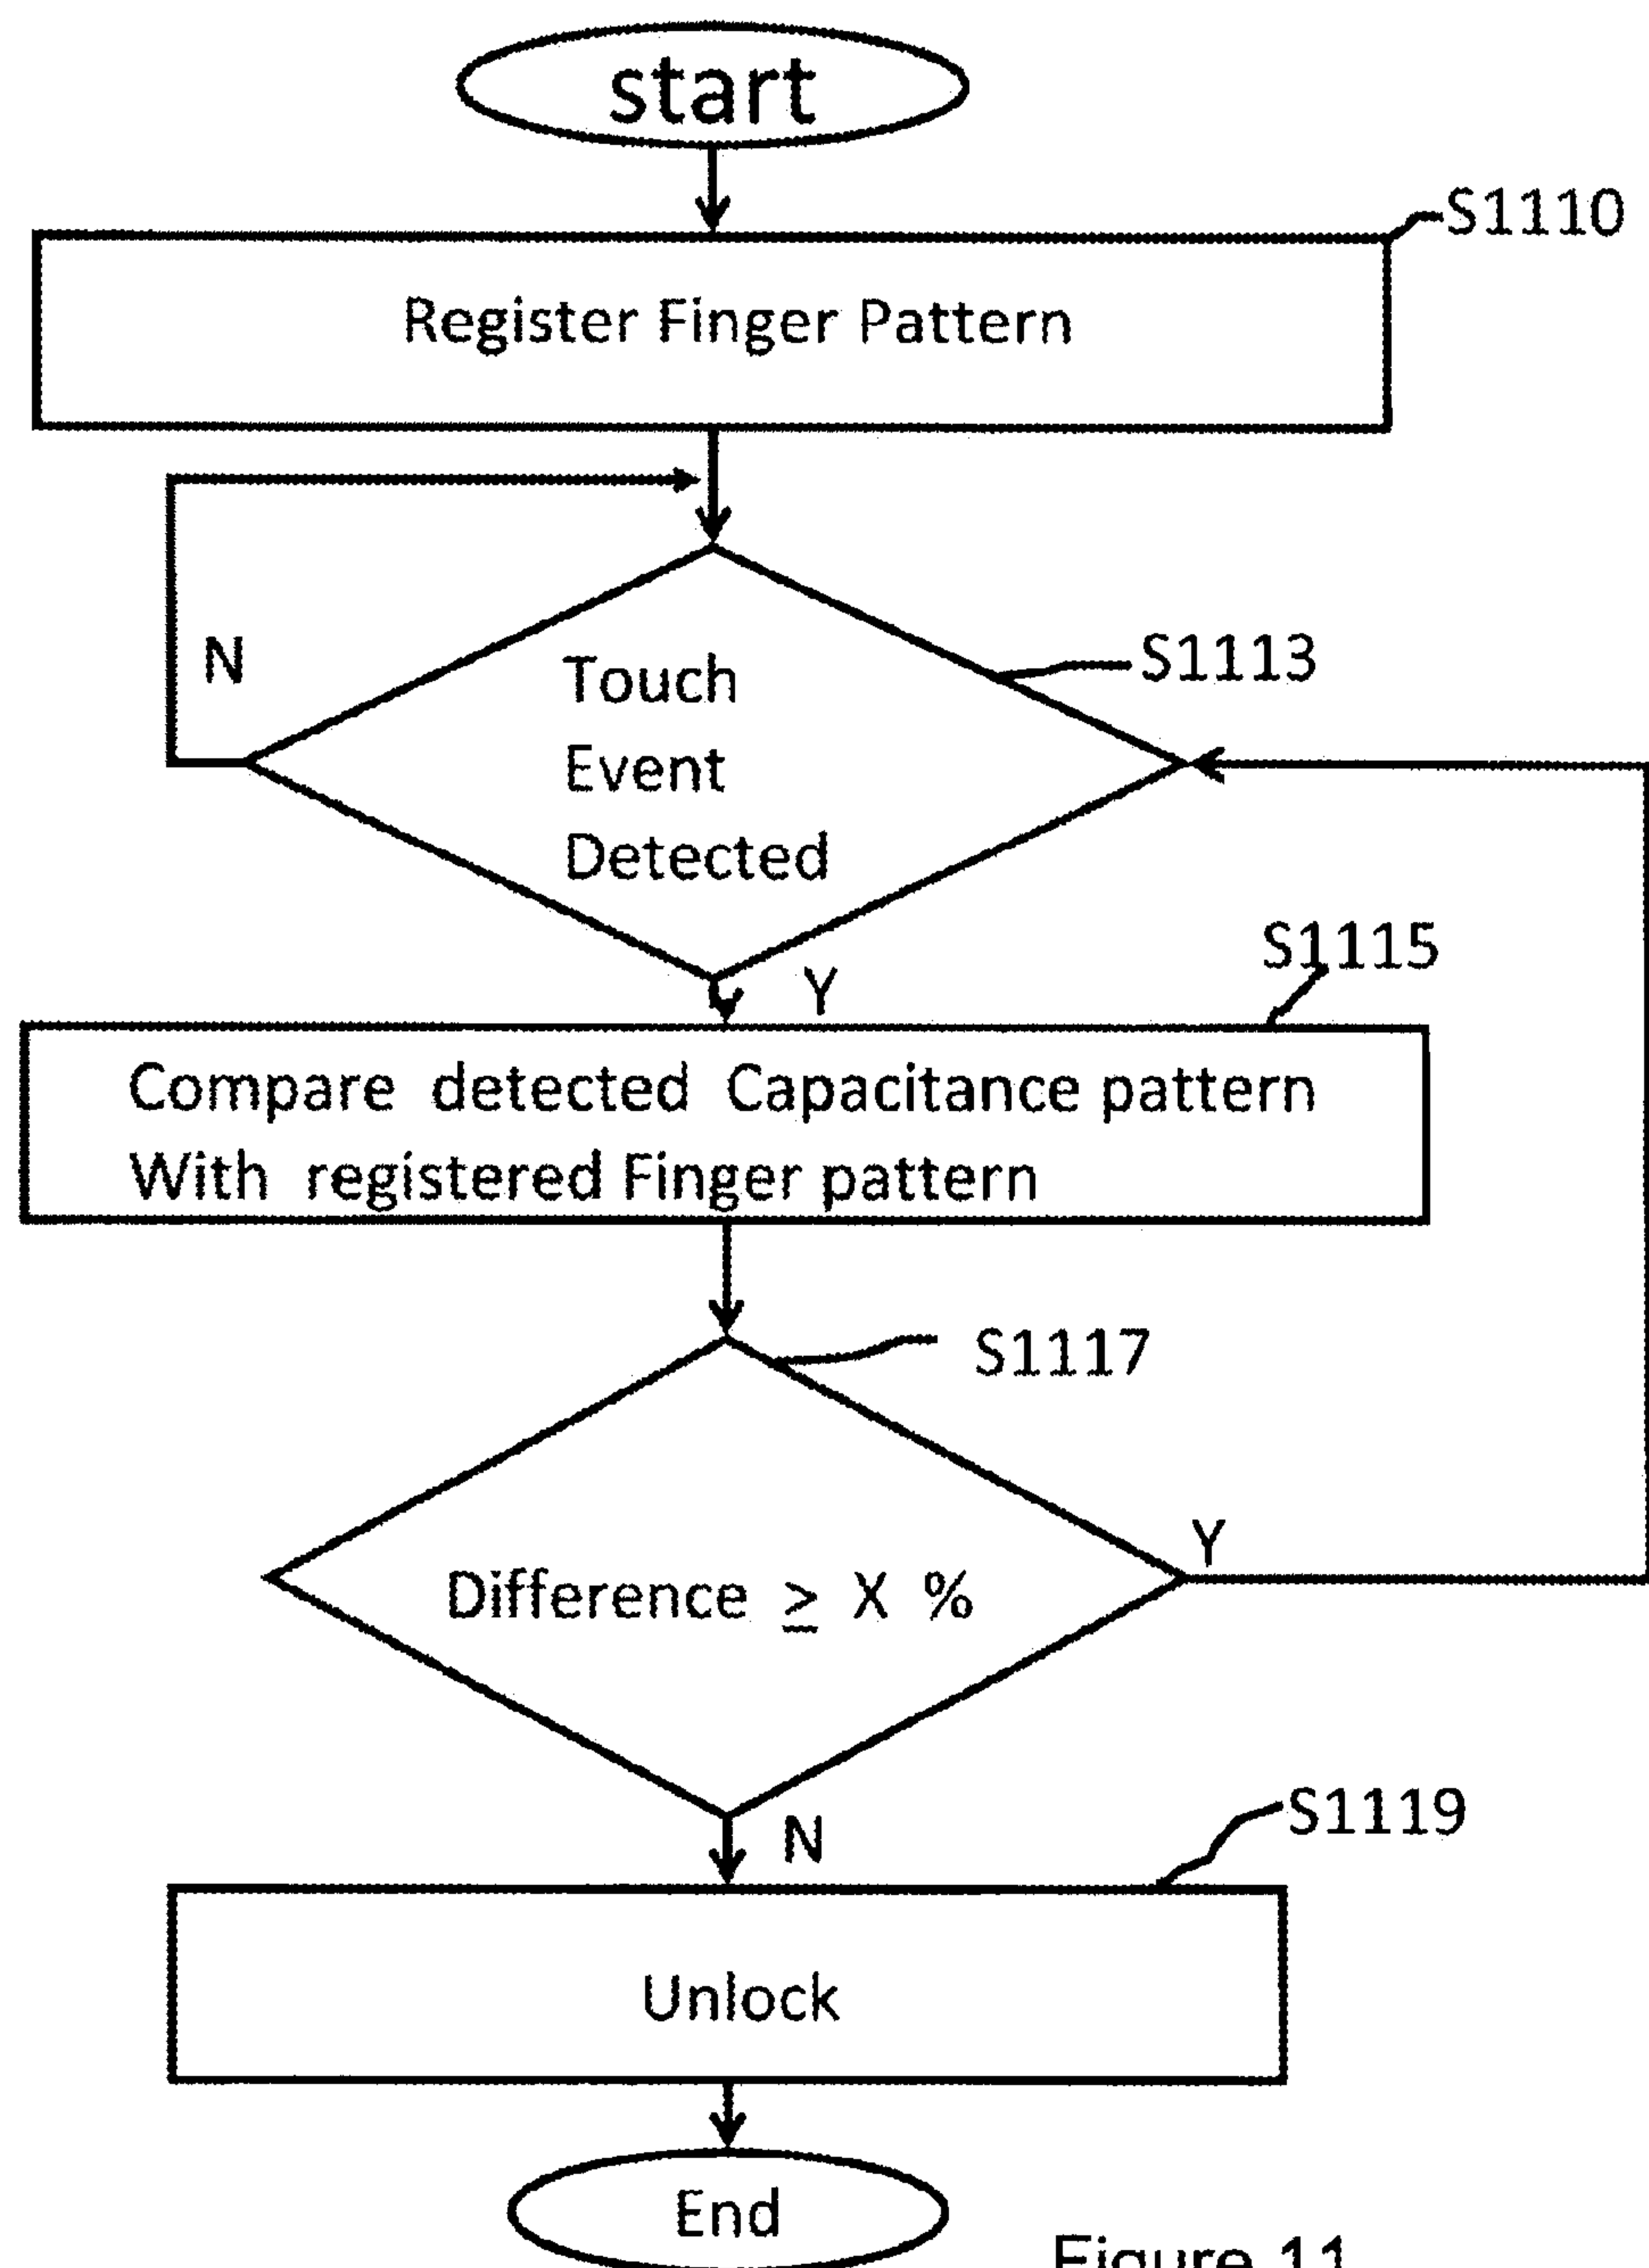 start
S1110
Register Finger Pattern
N
S1113
Touch
Event
Detected
Y
S1115
Compare detected Capacitance pattern
With registered Finger pattern
S1117
Difference ≥ X %
Y
N
S1119
Unlock
End
Figure 11